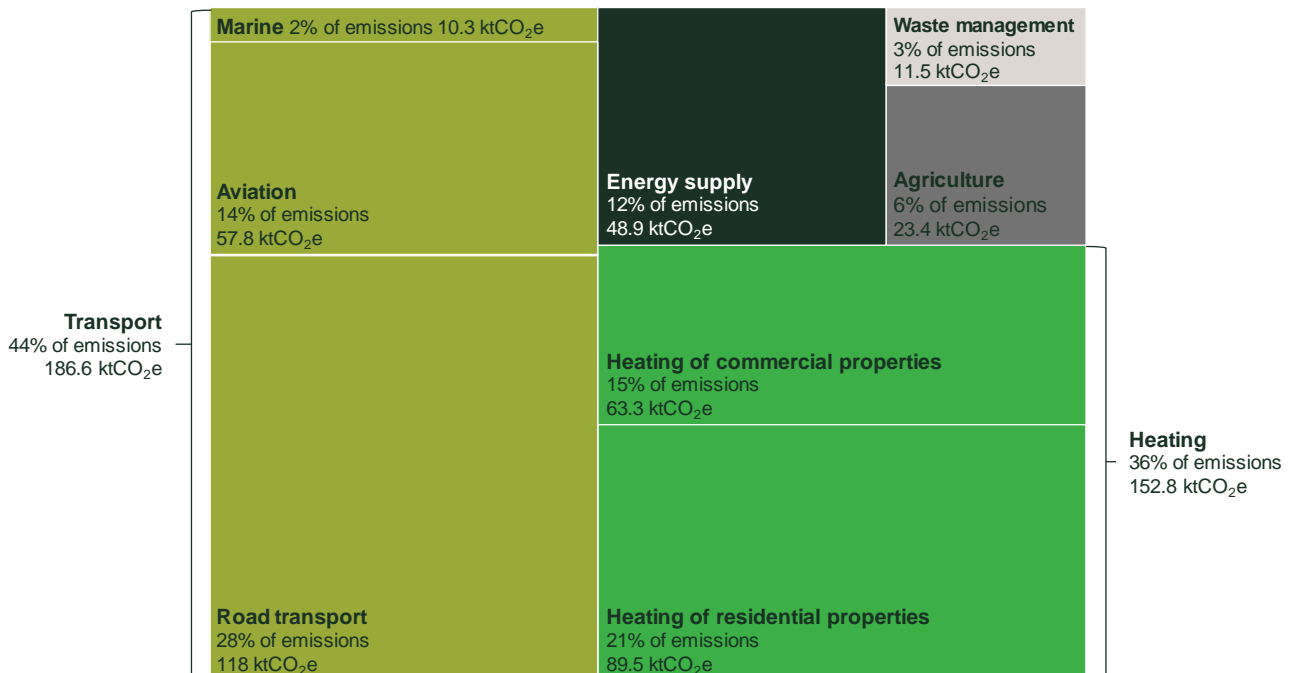 Marine 2% of emissions 10.3 ktCO₂e
Aviation
14% of emissions
57.8 ktCO₂e
Transport
44% of emissions
186.6 ktCO₂e
Road transport
28% of emissions
118 ktCO₂e
Energy supply
12% of emissions
48.9 ktCO₂e
Waste management
3% of emissions
11.5 ktCO₂e
Agriculture
6% of emissions
23.4 ktCO₂e
Heating of commercial properties
15% of emissions
63.3 ktCO₂e
Heating of residential properties
21% of emissions
89.5 ktCO₂e
Heating
36% of emissions
152.8 ktCO₂e